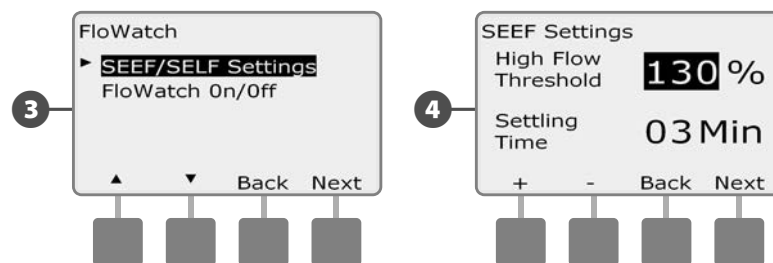 3
FloWatch
► SEEF/SELF Settings
FloWatch On/Off
▲ ▼ Back Next
4
SEEF Settings
High Flow
Threshold 130 %
Settling
Time 03 Min
+ - Back Next